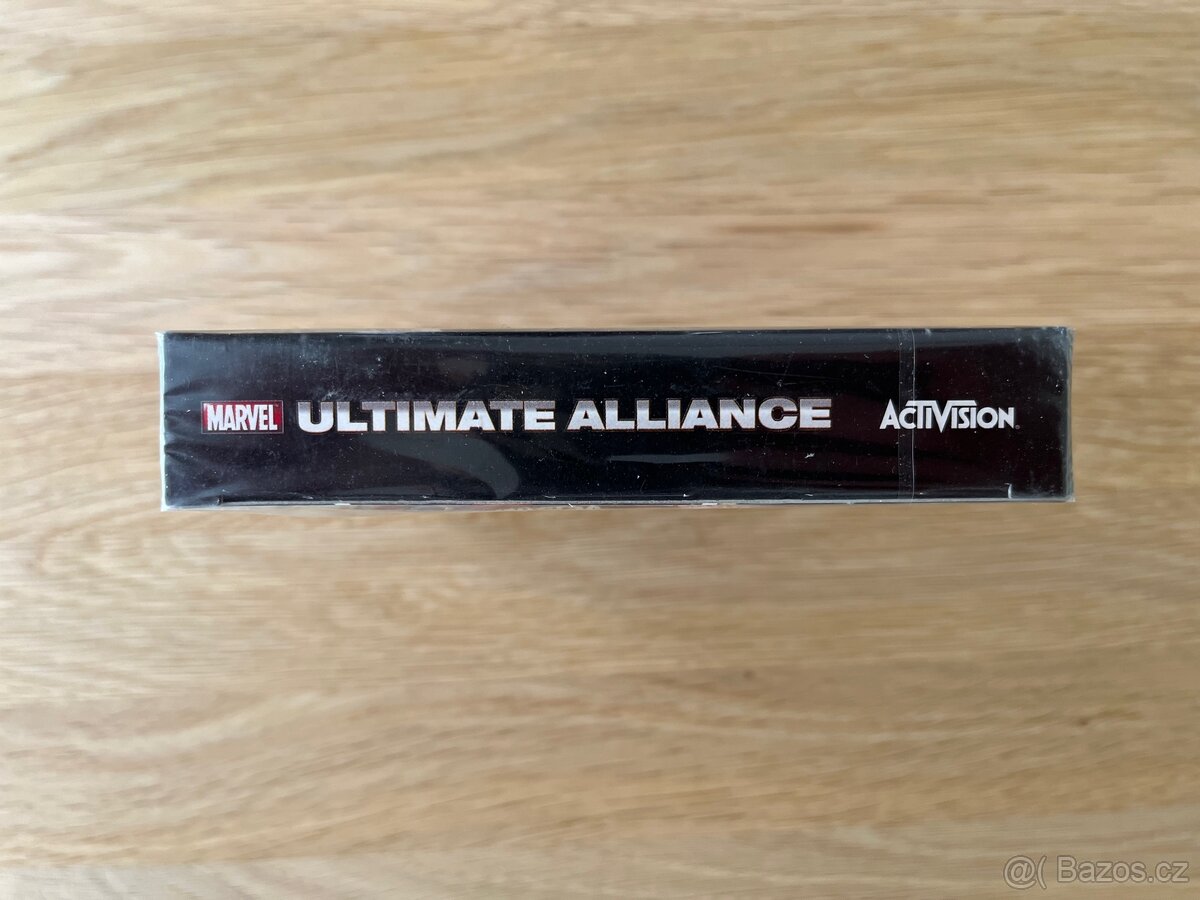 MARVEL ULTIMATE ALLIANCE ACTIVISION
@( Bazos.cz